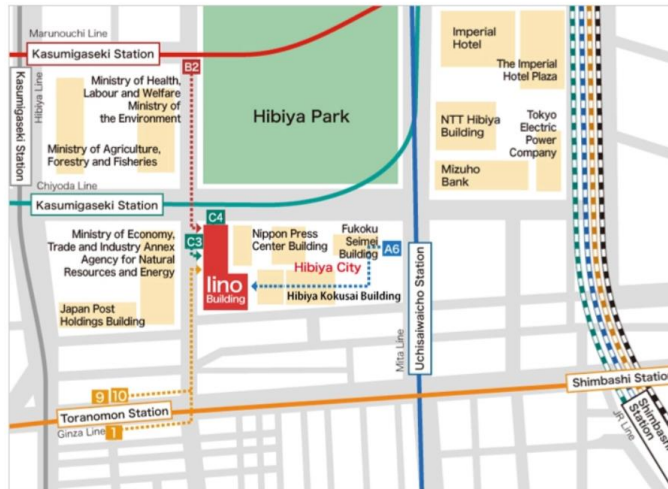 Marunouchi Line
Kasumigaseki Station
B2
Kasumigaseki Station
Hibiya Line
Ministry of Health,
Labour and Welfare
Ministry of
the Environment
Ministry of Agriculture,
Forestry and Fisheries
Hibiya Park
Imperial
Hotel
The Imperial
Hotel Plaza
NTT Hibiya
Building
Tokyo
Electric
Power
Company
Mizuho
Bank
Chiyoda Line
Kasumigaseki Station
C4
C3
Ministry of Economy,
Trade and Industry Annex
Agency for Natural
Resources and Energy
Nippon Press
Center Building
Fukoku
Seimei
Building
A6
Hibiya City
Iino
Building
Hibiya Kokusai Building
Japan Post
Holdings Building
Uchisaiwaicho Station
Mita Line
9 10
Toranomon Station
Ginza Line
1
Shimbashi Station
Shimbashi
Station
JR Line